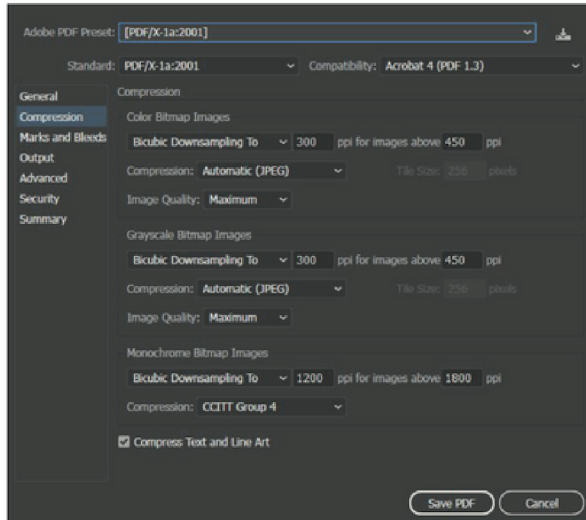 Adobe PDF Preset: [PDF/X-1a:2001]
Standard: PDF/X-1a:2001 Compatibility: Acrobat 4 (PDF 1.3)
General
Compression
Marks and Bleeds
Output
Advanced
Security
Summary
Compression
Color Bitmap Images
Bicubic Downsampling To 300 ppi for images above 450 ppi
Compression: Automatic (JPEG) Tile Size: 256 pixels
Image Quality: Maximum
Grayscale Bitmap Images
Bicubic Downsampling To 300 ppi for images above 450 ppi
Compression: Automatic (JPEG) Tile Size: 256 pixels
Image Quality: Maximum
Monochrome Bitmap Images
Bicubic Downsampling To 1200 ppi for images above 1800 ppi
Compression: CCITT Group 4
Compress Text and Line Art
Save PDF Cancel